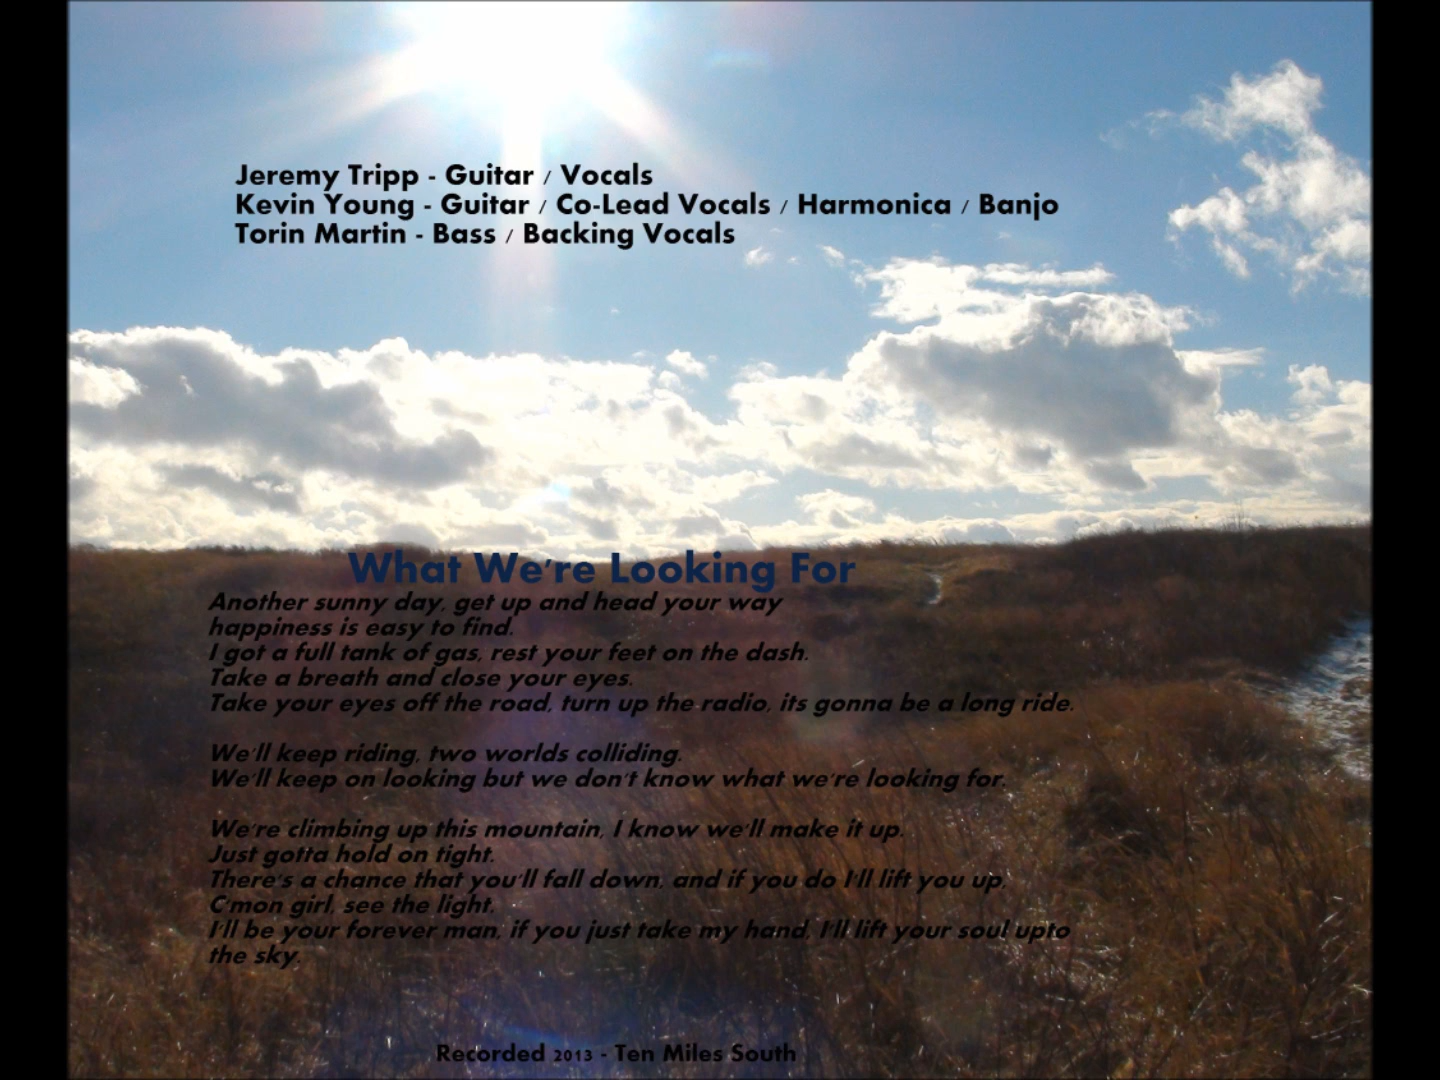 Jeremy Tripp - Guitar / Vocals
Kevin Young - Guitar / Co-Lead Vocals / Harmonica / Banjo
Torin Martin - Bass / Backing Vocals
What We're Looking For
Another sunny day, get up and head your way
happiness is easy to find.
I got a full tank of gas, rest your feet on the dash.
Take a breath and close your eyes.
Take your eyes off the road, turn up the radio, its gonna be a long ride.
We'll keep riding, two worlds colliding.
We'll keep on looking but we don't know what we're looking for.
We're climbing up this mountain, I know we'll make it up.
Just gotta hold on tight.
There's a chance that you'll fall down, and if you do I'll lift you up.
C'mon girl, see the light.
I'll be your forever man, if you just take my hand, I'll lift your soul upto
the sky.
Recorded 2013 - Ten Miles South